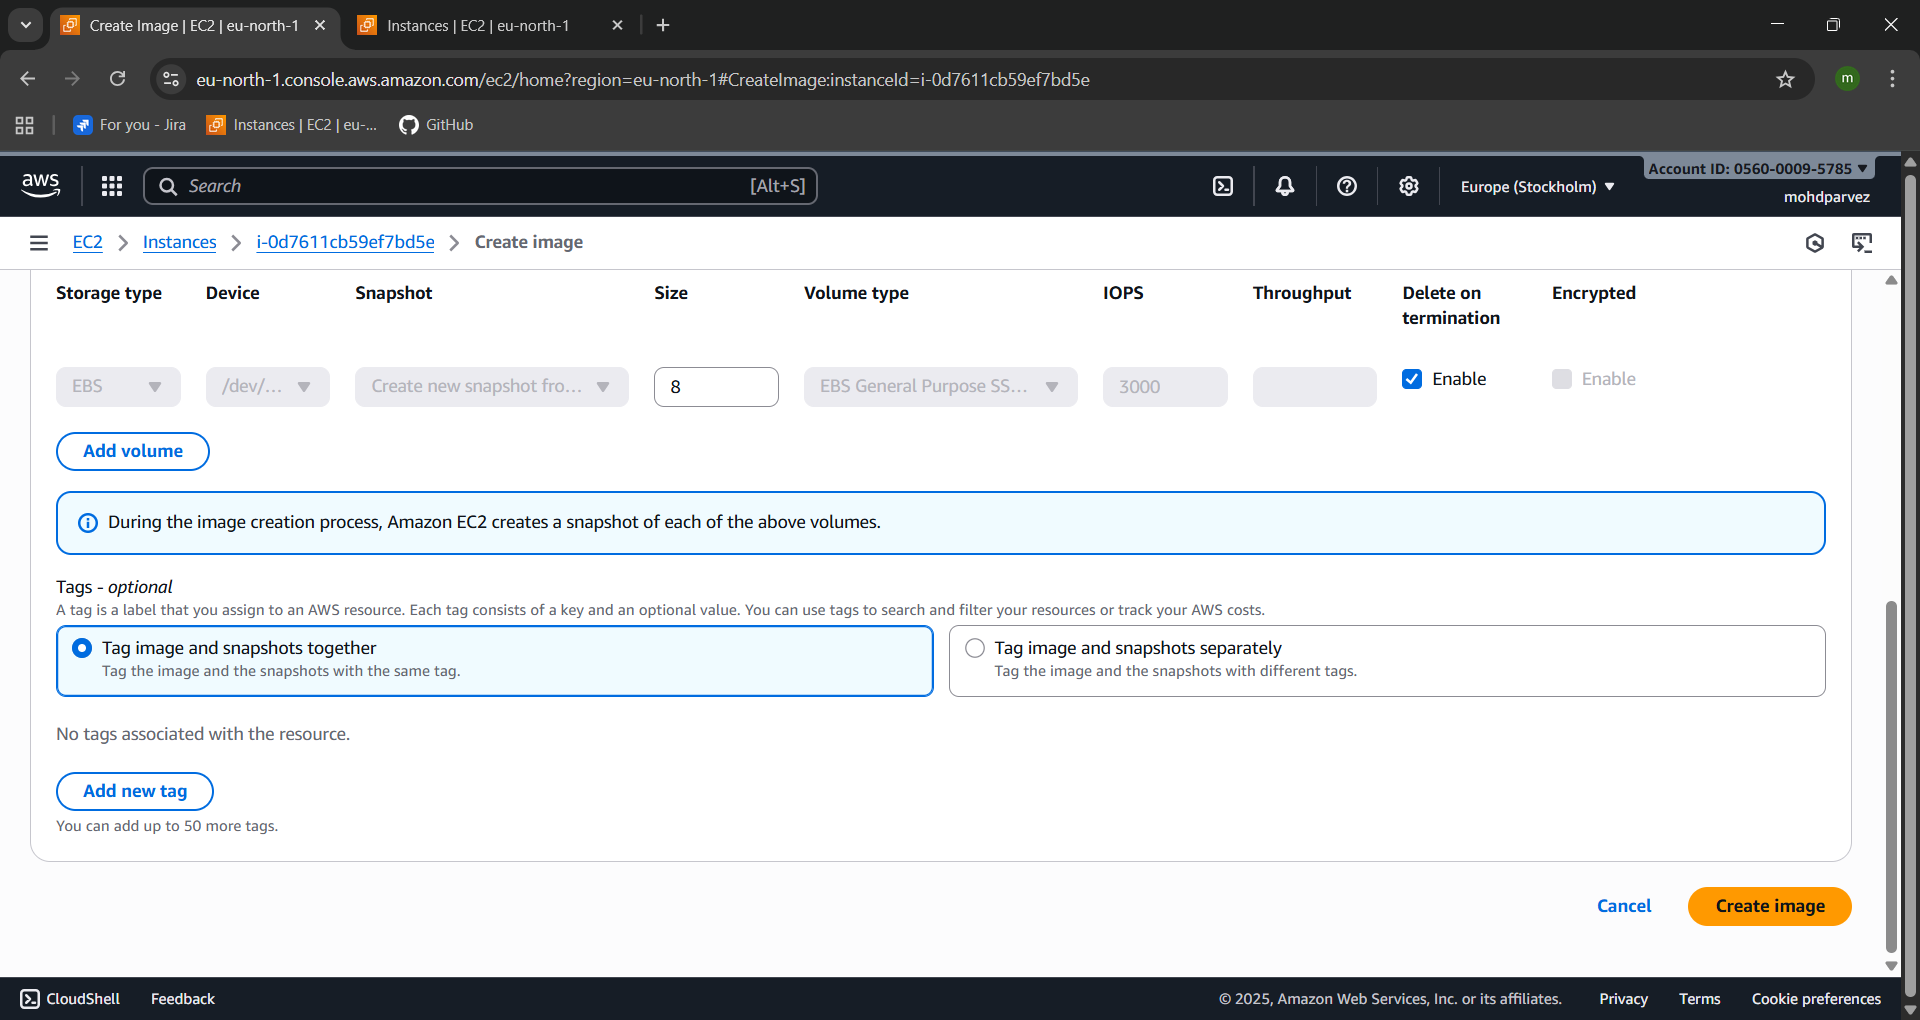 Create Image | EC2 | eu-north-1
Instances | EC2 | eu-north-1
eu-north-1.console.aws.amazon.com/ec2/home?region=eu-north-1#CreateImage:instanceId=i-0d7611cb59ef7bd5e
m
For you - Jira
Instances | EC2 | eu-...
GitHub
aws
Search
[Alt+S]
Europe (Stockholm)
Account ID: 0560-0009-5785
mohdparvez
EC2
Instances
i-0d7611cb59ef7bd5e
Create image
Storage type
Device
Snapshot
Size
Volume type
IOPS
Throughput
Delete on
termination
Encrypted
EBS
/dev/...
Create new snapshot fro...
8
EBS General Purpose SS...
3000
Enable
Enable
Add volume
During the image creation process, Amazon EC2 creates a snapshot of each of the above volumes.
Tags - optional
A tag is a label that you assign to an AWS resource. Each tag consists of a key and an optional value. You can use tags to search and filter your resources or track your AWS costs.
Tag image and snapshots together
Tag the image and the snapshots with the same tag.
Tag image and snapshots separately
Tag the image and the snapshots with different tags.
No tags associated with the resource.
Add new tag
You can add up to 50 more tags.
Cancel
Create image
CloudShell
Feedback
© 2025, Amazon Web Services, Inc. or its affiliates.
Privacy
Terms
Cookie preferences